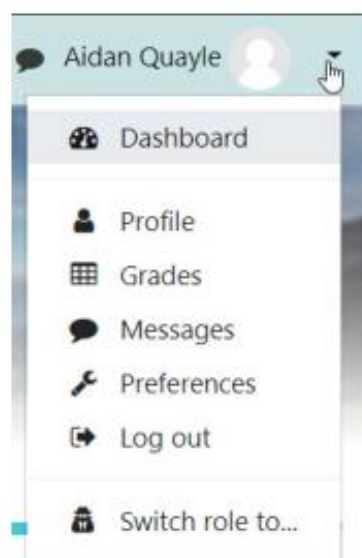 Aidan Quayle
Dashboard
Profile
Grades
Messages
Preferences
Log out
Switch role to...